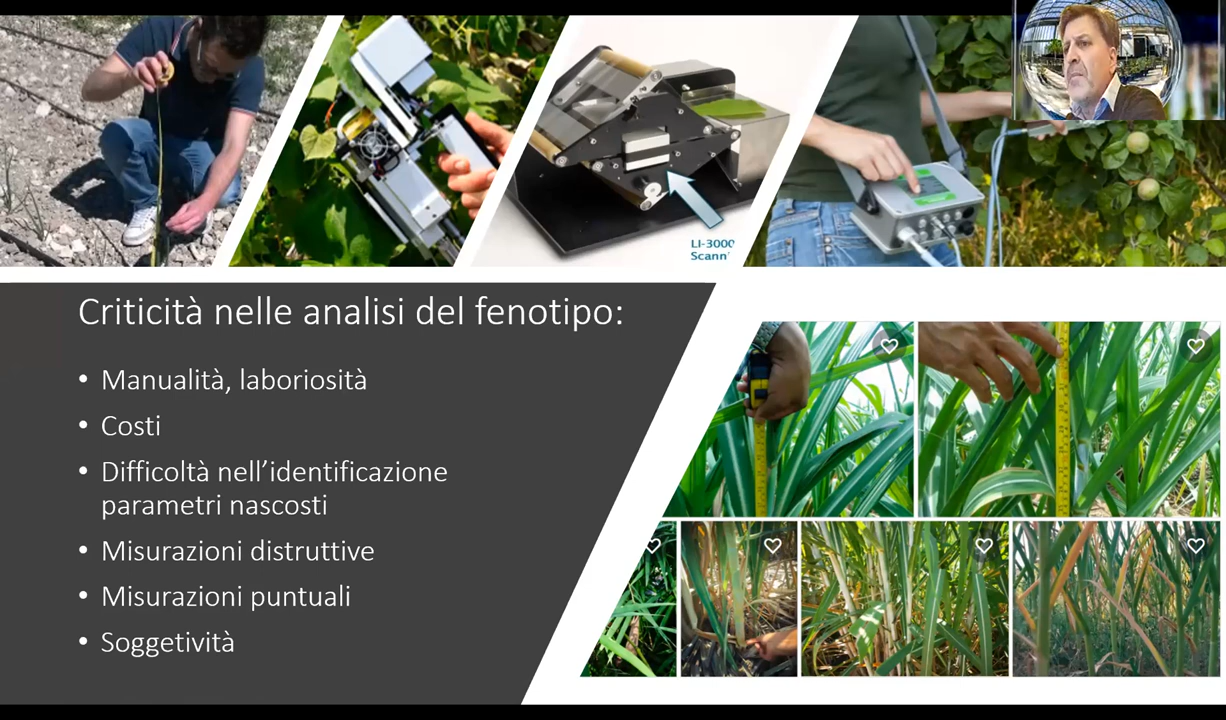 LI-3000
Scann
Criticità nelle analisi del fenotipo:
• Manualità, laboriosità
• Costi
• Difficoltà nell’identificazione
parametri nascosti
• Misurazioni distruttive
• Misurazioni puntuali
• Soggetività